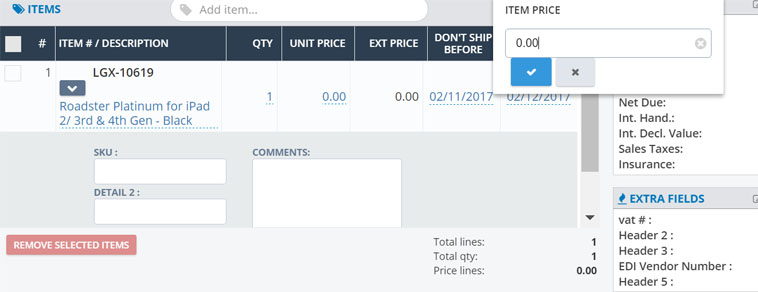 ITEMS
Add item...
ITEM PRICE
0.00
# ITEM # / DESCRIPTION QTY UNIT PRICE EXT PRICE DON'T SHIP
BEFORE
1 LGX-10619
Roadster Platinum for iPad
2/ 3rd & 4th Gen - Black
1 0.00 0.00 02/11/2017 02/12/2017
SKU :
COMMENTS:
DETAIL 2 :
REMOVE SELECTED ITEMS
Total lines: 1
Total qty: 1
Price lines: 0.00
Net Due:
Int. Hand.:
Int. Decl. Value:
Sales Taxes:
Insurance:
EXTRA FIELDS
vat # :
Header 2 :
Header 3 :
EDI Vendor Number :
Header 5 :